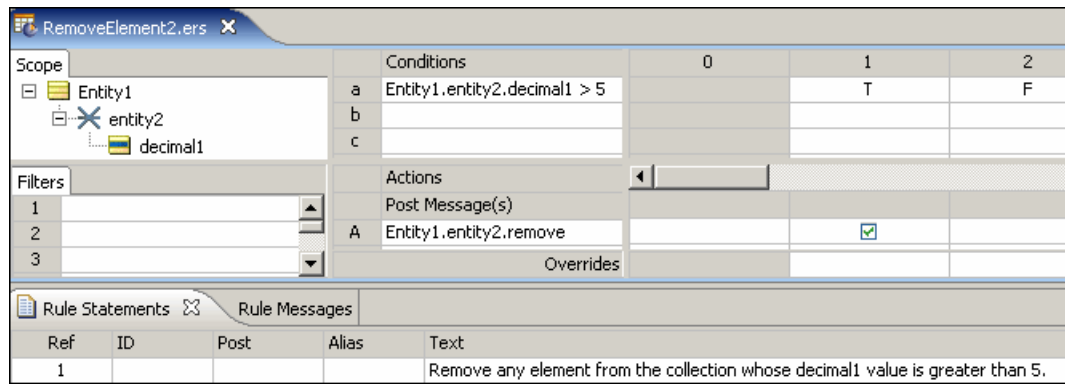 RemoveElement2.ers
Scope
Conditions 0 1 2
Entity1
a Entity1.entity2.decimal1 > 5 T F
entity2
b
decimal1
c
Filters
Actions
1
Post Message(s)
2
A Entity1.entity2.remove
3
Overrides
Rule Statements Rule Messages
Ref ID Post Alias Text
1 Remove any element from the collection whose decimal1 value is greater than 5.